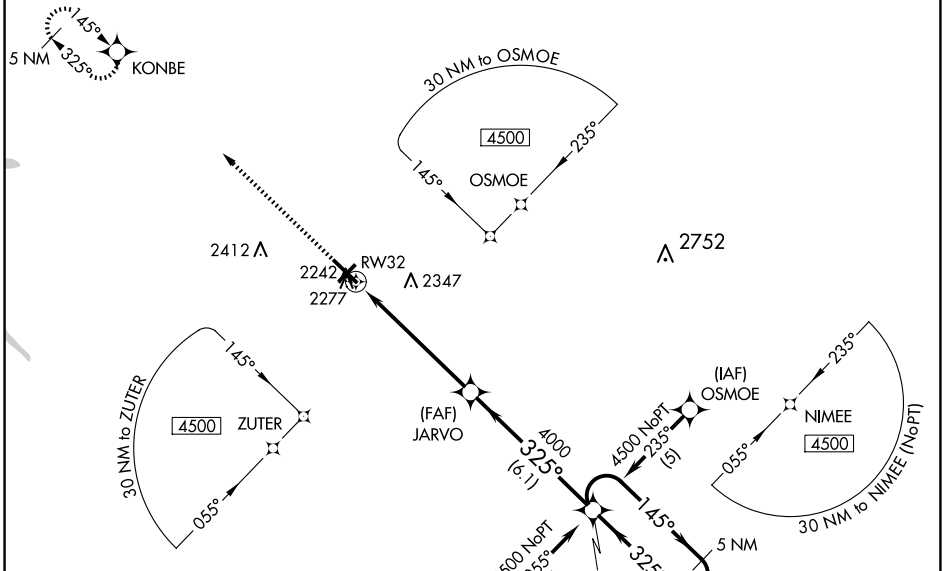 145°
325°
5 NM
KONBE
30 NM to OSMOE
4500
145°
235°
OSMOE
2412
2242
2277
RW32
2347
2752
30 NM to ZUTER
145°
4500
ZUTER
055°
(FAF)
JARVO
4000
325°
(6.1)
(IAF)
OSMOE
4500 NoPT
235°
(5)
235°
NIMEE
4500
055°
30 NM to NIMEE (NoPT)
145°
5 NM